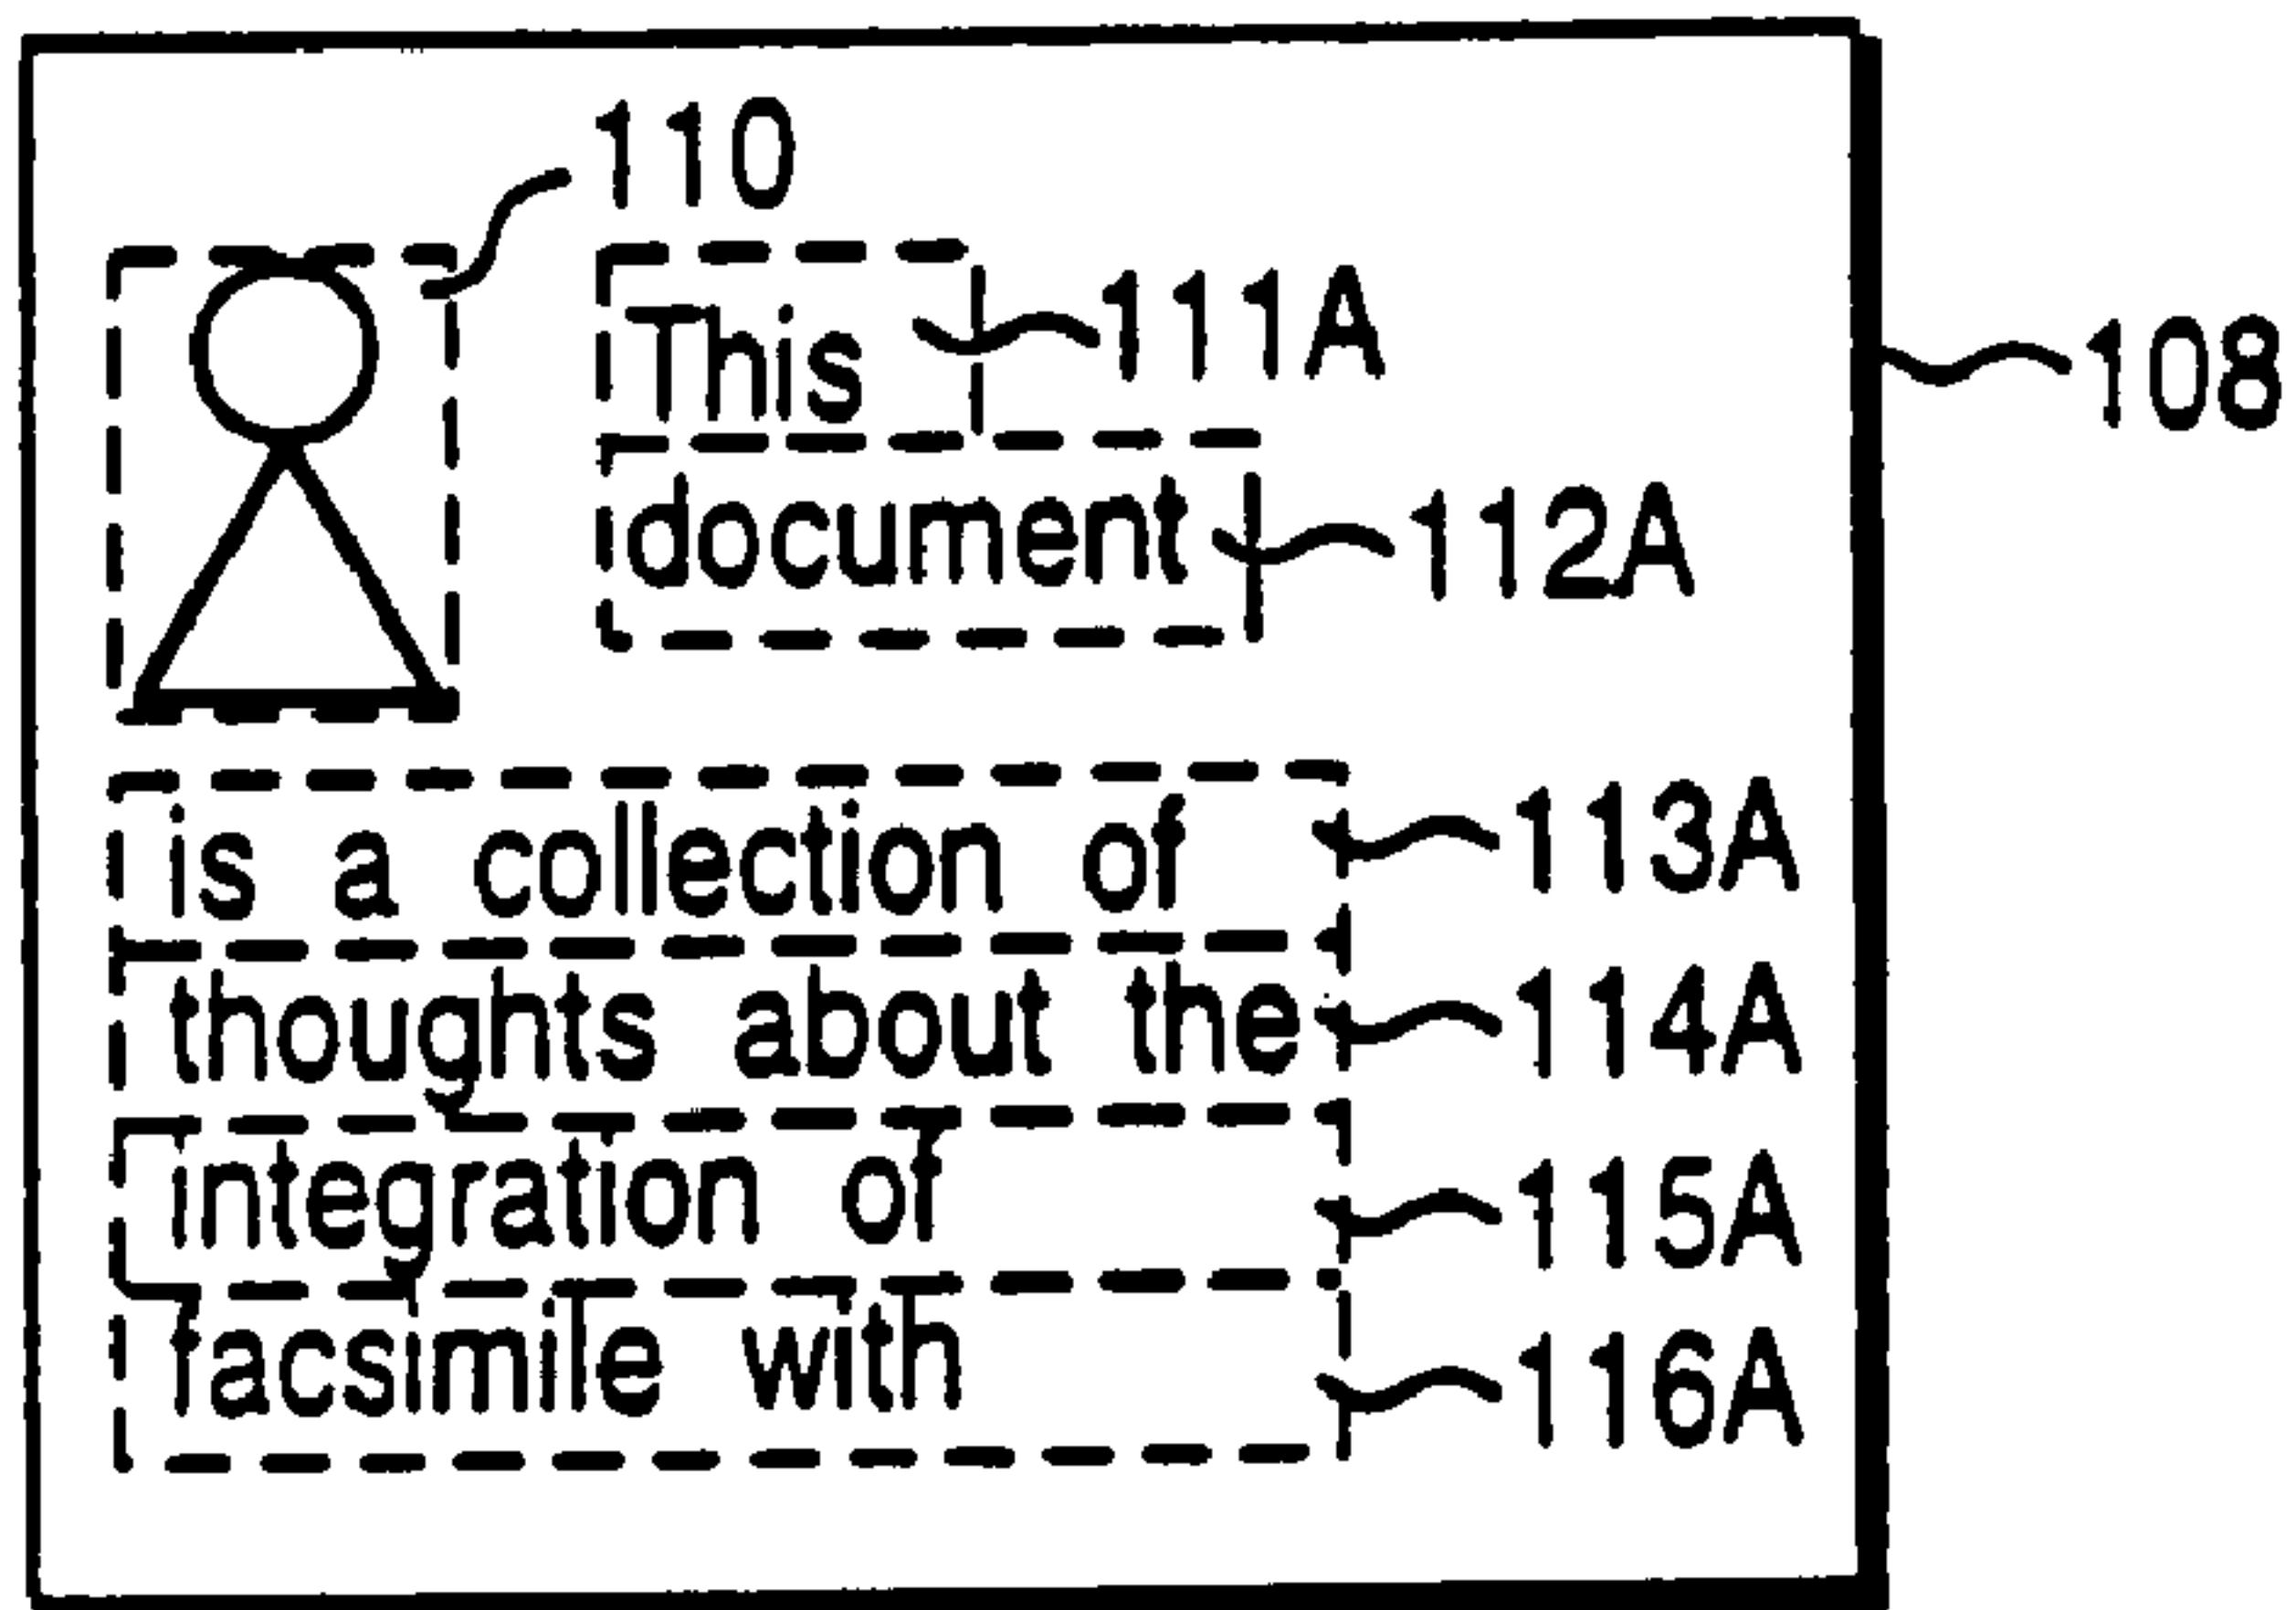 110
This 111A
108
document 112A
is a collection of 113A
thoughts about the 114A
integration of 115A
facsimile with 116A